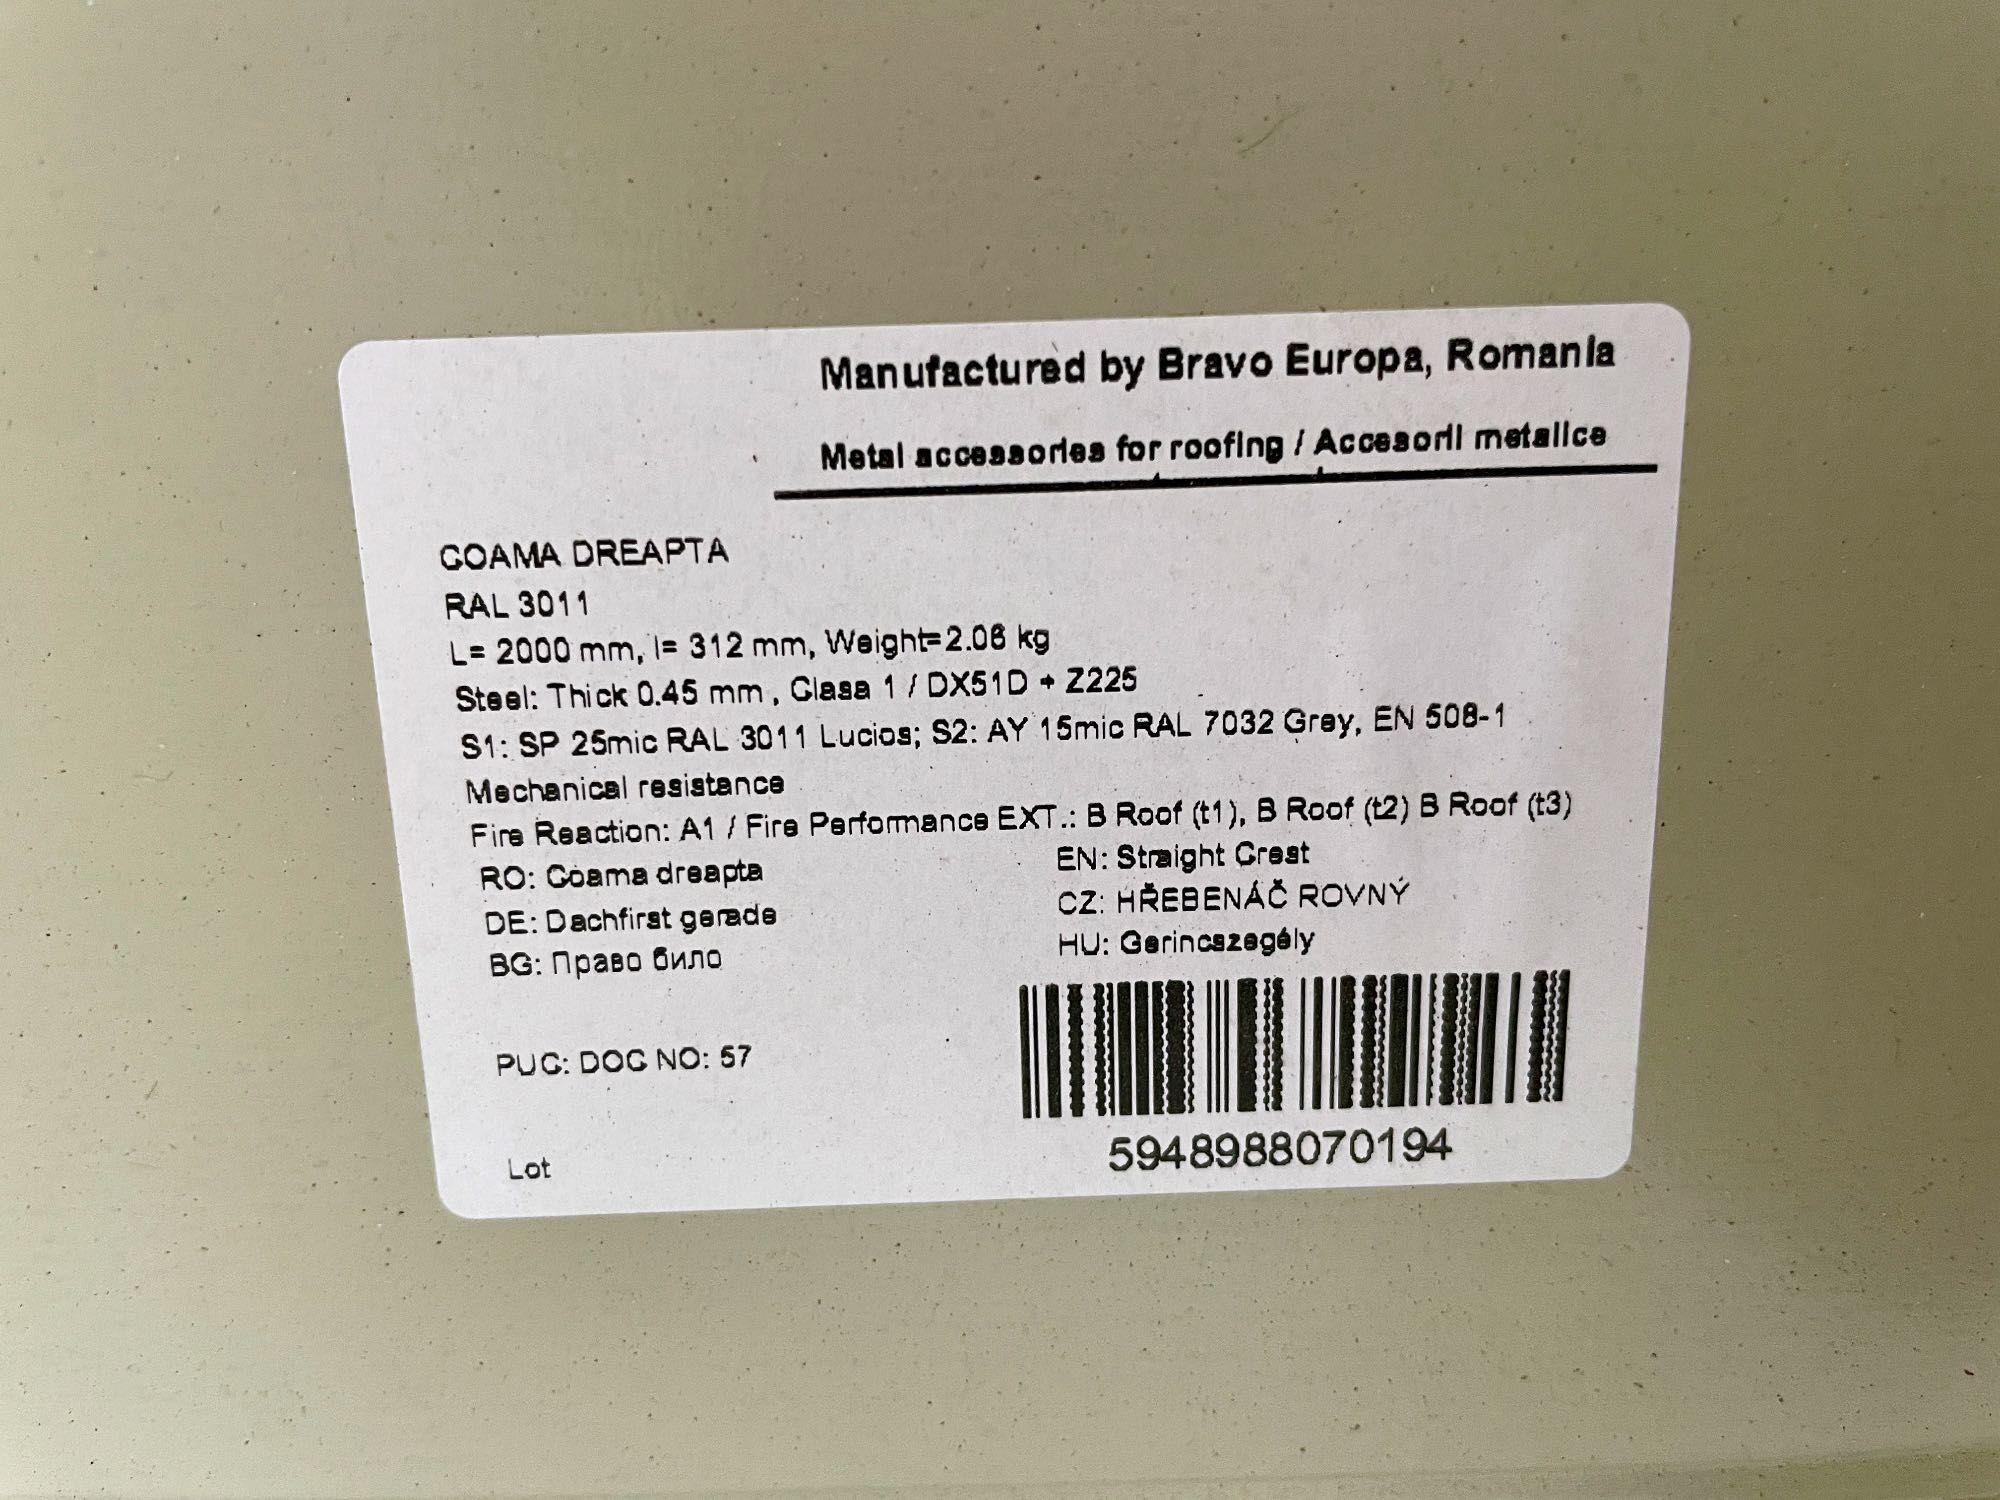 Manufactured by Bravo Europa, Romania
Metal accessories for roofing / Accesorii metalice
COAMA DREAPTA
RAL 3011
L= 2000 mm, l= 312 mm, Weight=2.06 kg
Steel: Thick 0.45 mm , Clasa 1 / DX51D + Z225
S1: SP 25mic RAL 3011 Lucios; S2: AY 15mic RAL 7032 Grey, EN 508-1
Mechanical resistance
Fire Reaction: A1 / Fire Performance EXT.: B Roof (t1), B Roof (t2) B Roof (t3)
RO: Coama dreapta
EN: Straight Crest
DE: Dachfirst gerade
CZ: HŘEBENÁČ ROVNÝ
BG: Право било
HU: Gerincszegély
PUC: DOC NO: 57
5948988070194
Lot